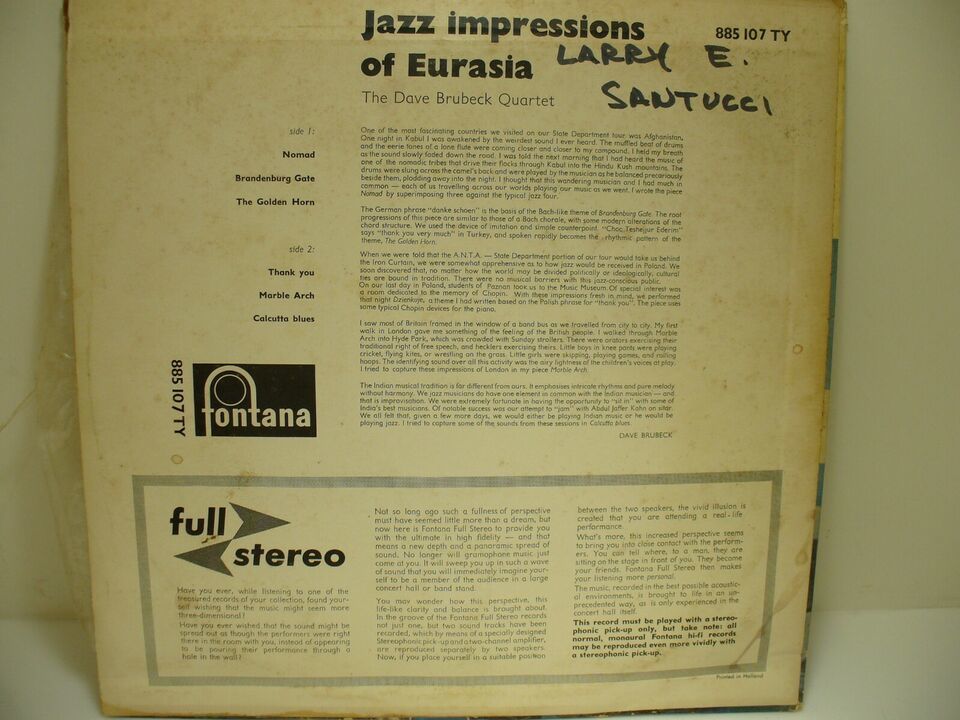 Jazz impressions
of Eurasia
885 107 TY
LARRY E.
SANTUCCI
The Dave Brubeck Quartet
side 1:
Nomad
Brandenburg Gate
The Golden Horn
side 2:
Thank you
Marble Arch
Calcutta blues
One of the most fascinating countries we visited on our State Department tour was Afghanistan,
One night in Kabul I was awakened by the weirdest sound I ever heard. The muffled beat of drums
and the eerie tones of a lone flute were coming closer and closer to my compound. I held my breath
as the sound slowly faded down the road. I was told the next morning that I had heard the music of
one of the nomadic tribes that drive their flocks through Kabul into the Hindu Kush mountains. The
drums were slung across the camel's back and were played by the musician as he balanced precariously
beside them, plodding away into the night. I thought that this wandering musician and I had much in
common — each of us travelling across our worlds playing our music as we went. I wrote the piece
Nomad by superimposing three against the typical jazz four.
The German phrase "danke schoen" is the basis of the Bach-like theme of Brandenburg Gate. The root
progressions of this piece are similar to those of a Bach chorale, with some modern alterations of the
chord structure. We used the device of imitation and simple counterpoint. "Choc Teshejjur Ederim"
says "thank you very much" in Turkey, and spoken rapidly becomes the rhythmic pattern of the
theme, The Golden Horn.
When we were told that the A.N.T.A. — State Department portion of our tour would take us behind
the Iron Curtain, we were somewhat apprehensive as to how jazz would be received in Poland. We
soon discovered that, no matter how the world may be divided politically or ideologically, cultural
ties are bound in tradition. There were no musical barriers with this jazz-conscious public.
On our last day in Poland, students of Poznan took us to the Music Museum. Of special interest was
a room dedicated to the memory of Chopin. With these impressions fresh in mind, we performed
that night Dzienkuje, a theme I had written based on the Polish phrase for "thank you". The piece uses
some typical Chopin devices for the piano.
I saw most of Britain framed in the window of a band bus as we travelled from city to city. My first
walk in London gave me something of the feeling of the British people. I walked through Marble
Arch into Hyde Park, which was crowded with Sunday strollers. There were orators exercising their
traditional right of free speech, and hecklers exercising theirs. Little boys in knee pants were playing
cricket, flying kites, or wrestling on the grass. Little girls were skipping, playing games, and rolling
hoops. The identifying sound over all this activity was the airy lightness of the children's voices at play.
I tried to capture these impressions of London in my piece Marble Arch.
The Indian musical tradition is far different from ours. It emphasises intricate rhythms and pure melody
without harmony. We jazz musicians do have one element in common with the Indian musician — and
that is improvisation. We were extremely fortunate in having the opportunity to "sit in" with some of
India's best musicians. Of notable success was our attempt to "jam" with Abdul Jaffer Kahn on sitar.
We all felt that, given a few more days, we would either be playing Indian music or he would be
playing jazz. I tried to capture some of the sounds from these sessions in Calcutta blues.
DAVE BRUBECK
885 107 TY
fontana
full
stereo
Have you ever, while listening to one of the
treasured records of your collection, found your-
self wishing that the music might seem more
three-dimensional?
Have you ever wished that the sound might be
spread out as though the performers were right
there in the room with you, instead of appearing
to be pouring their performance through a
hole in the wall?
Not so long ago such a fullness of perspective
must have seemed little more than a dream, but
now here is Fontana Full Stereo to provide you
with the ultimate in high fidelity — and that
means a new depth and a panoramic spread of
sound. No longer will gramophone music just
come at you. It will sweep you up in such a wave
of sound that you will immediately imagine your-
self to be a member of the audience in a large
concert hall or band stand.
You may wonder how this perspective, this
life-like clarity and balance is brought about.
In the groove of the Fontana Full Stereo records
not just one, but two sound tracks have been
recorded, which by means of a specially designed
Stereophonic pick-up and a two-channel amplifier,
are reproduced separately by two speakers.
Now, if you place yourself in a suitable position
between the two speakers, the vivid illusion is
created that you are attending a real-life
performance.
What's more, this increased perspective seems
to bring you into close contact with the perform-
ers. You can tell where, to a man, they are
sitting on the stage in front of you. They become
your friends. Fontana Full Stereo then makes
your listening more personal.
The music, recorded in the best possible acoustic-
al environments, is brought to life in an un-
precedented way, as is only experienced in the
concert hall itself.
This record must be played with a stereo-
phonic pick-up only, but take note: all
normal, monaural Fontana hi-fi records
may be reproduced even more vividly with
a stereophonic pick-up.
Printed in Holland